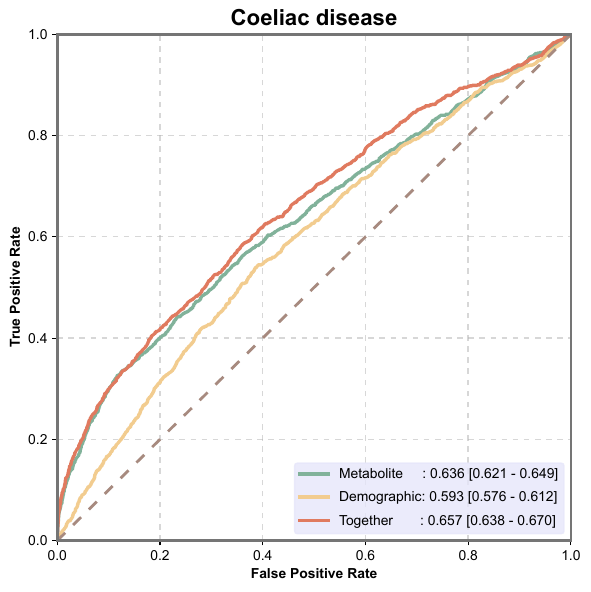 Coeliac disease
1.0
0.8
0.6
0.4
0.2
0.0
True Positive Rate
0.0 0.2 0.4 0.6 0.8 1.0
False Positive Rate
Metabolite : 0.636 [0.621 - 0.649]
Demographic: 0.593 [0.576 - 0.612]
Together : 0.657 [0.638 - 0.670]